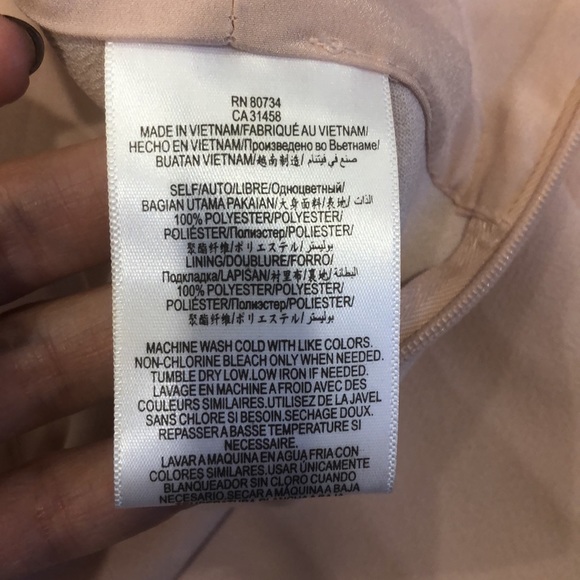 RN 80734
CA 31458
MADE IN VIETNAM/FABRIQUÉ AU VIETNAM/
HECHO EN VIETNAM/Произведено во Вьетнаме/
BUATAN VIETNAM/越南制造/ صنع في فيتنام
SELF/AUTO/LIBRE/Одноцветный/
BAGIAN UTAMA PAKAIAN/大身面料/表地/ الذات
100% POLYESTER/POLYESTER/
POLIÉSTER/Полиэстер/POLIESTER/
聚酯纤维/ポリエステル/ بوليستر
LINING/DOUBLURE/FORRO/
Подкладка/LAPISAN/衬里布/裏地/ البطانة
100% POLYESTER/POLYESTER/
POLIÉSTER/Полиэстер/POLIESTER/
聚酯纤维/ポリエステル/ بوليستر
MACHINE WASH COLD WITH LIKE COLORS.
NON-CHLORINE BLEACH ONLY WHEN NEEDED.
TUMBLE DRY LOW.LOW IRON IF NEEDED.
LAVAGE EN MACHINE A FROID AVEC DES
COULEURS SIMILAIRES.UTILISEZ DE LA JAVEL
SANS CHLORE SI BESOIN.SECHAGE DOUX.
REPASSER A BASSE TEMPERATURE SI
NECESSAIRE.
LAVAR A MAQUINA EN AGUA FRIA CON
COLORES SIMILARES.USAR ÚNICAMENTE
BLANQUEADOR SIN CLORO CUANDO
NECESARIO.SECAR A MÁQUINA A BAJA